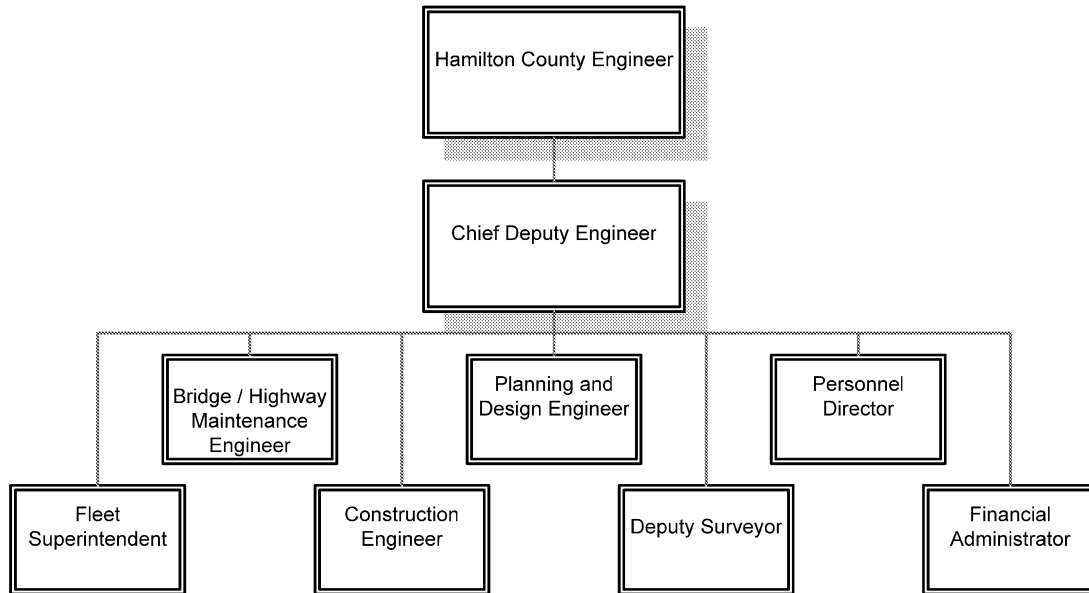 Hamilton County Engineer
Chief Deputy Engineer
Bridge / Highway
Maintenance
Engineer
Planning and
Design Engineer
Personnel
Director
Fleet
Superintendent
Construction
Engineer
Deputy Surveyor
Financial
Administrator